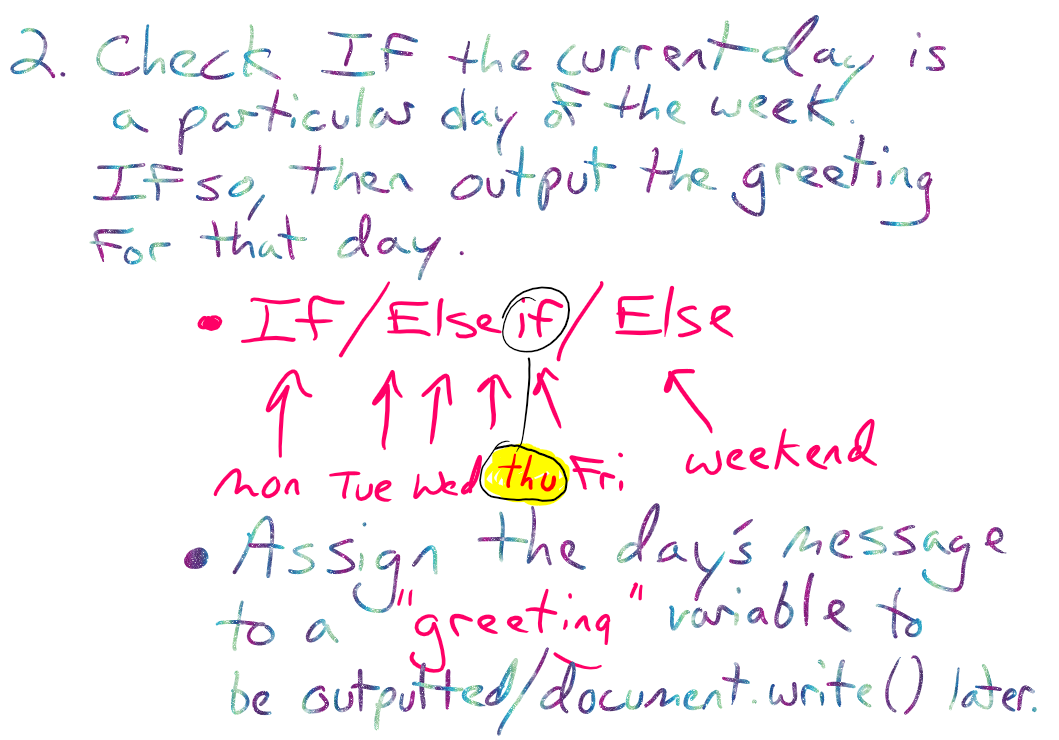 2. Check IF the current day is
a particular day of the week.
IF so, then output the greeting
For that day.
• IF/Else if/Else
Mon Tue Wed thu Fri weekend
• Assign the day's message
to a "greeting" variable to
be outputted/document.write() later.